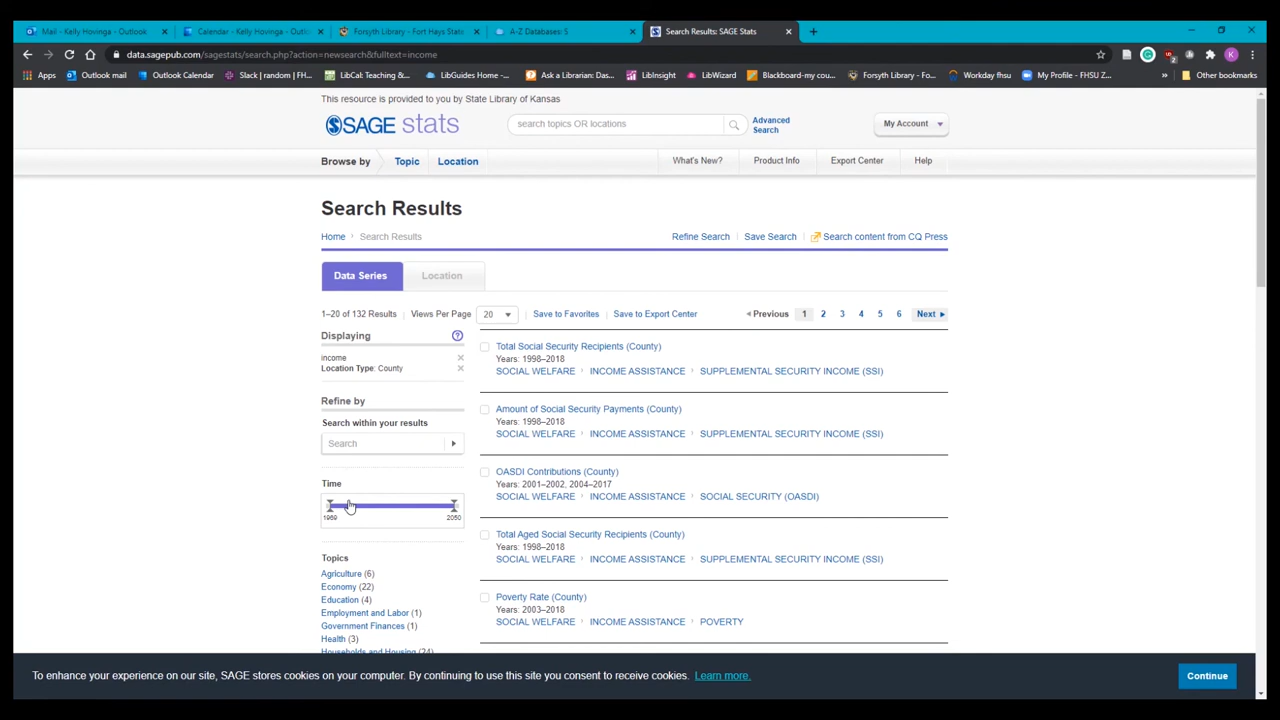 Mail - Kelly Hovinga - Outlook
Calendar - Kelly Hovinga - Outlo
Forsyth Library - Fort Hays Stat
A-Z Databases: S
Search Results: SAGE Stats
data.sagepub.com/sagestats/search.php?action=newsearch&fulltext=income
K
Apps
Outlook mail
Outlook Calendar
Slack | random | FH...
LibCal: Teaching &...
LibGuides Home -...
Ask a Librarian: Das...
LibInsight
LibWizard
Blackboard-my cou...
Forsyth Library - Fo...
Workday fhsu
My Profile - FHSU Z...
»
Other bookmarks
This resource is provided to you by State Library of Kansas
SAGE stats
search topics OR locations
Advanced
Search
My Account
Browse by
Topic
Location
What's New?
Product Info
Export Center
Help
Search Results
Home
Search Results
Refine Search
Save Search
Search content from CQ Press
Data Series
Location
1–20 of 132 Results
Views Per Page
20
Save to Favorites
Save to Export Center
Previous
1
2
3
4
5
6
Next
Displaying
?
income
Location Type: County
Refine by
Search within your results
Search
Time
1969
2050
Topics
Agriculture (6)
Economy (22)
Education (4)
Employment and Labor (1)
Government Finances (1)
Health (3)
Households and Housing (24)
Total Social Security Recipients (County)
Years: 1998–2018
SOCIAL WELFARE
INCOME ASSISTANCE
SUPPLEMENTAL SECURITY INCOME (SSI)
Amount of Social Security Payments (County)
Years: 1998–2018
SOCIAL WELFARE
INCOME ASSISTANCE
SUPPLEMENTAL SECURITY INCOME (SSI)
OASDI Contributions (County)
Years: 2001–2002, 2004–2017
SOCIAL WELFARE
INCOME ASSISTANCE
SOCIAL SECURITY (OASDI)
Total Aged Social Security Recipients (County)
Years: 1998–2018
SOCIAL WELFARE
INCOME ASSISTANCE
SUPPLEMENTAL SECURITY INCOME (SSI)
Poverty Rate (County)
Years: 2003–2018
SOCIAL WELFARE
INCOME ASSISTANCE
POVERTY
To enhance your experience on our site, SAGE stores cookies on your computer. By continuing to use this site you consent to receive cookies. Learn more.
Continue